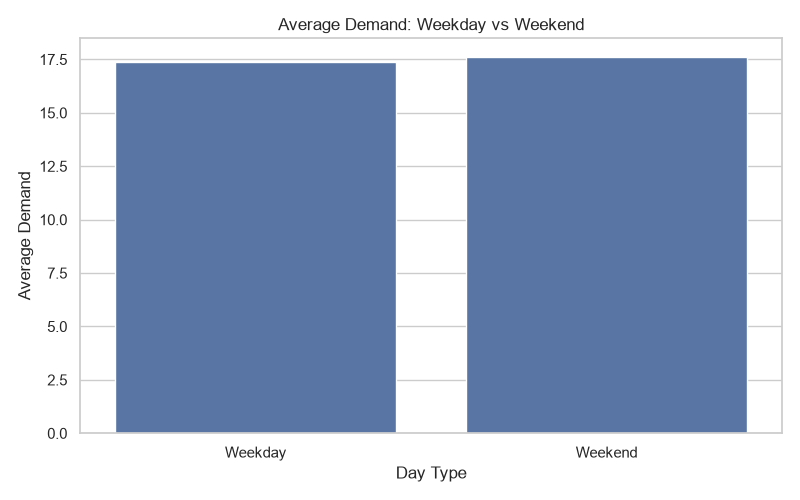 Average Demand: Weekday vs Weekend
17.5
15.0
12.5
10.0
7.5
5.0
2.5
0.0
Average Demand
Weekday Weekend
Day Type